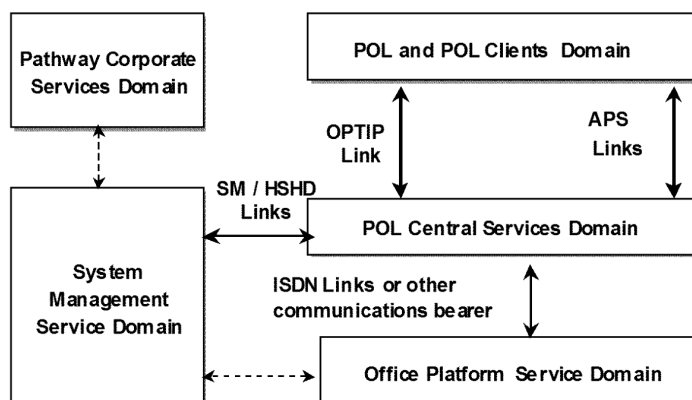 Pathway Corporate
Services Domain
POL and POL Clients Domain
OPTIP
Link
APS
Links
SM / HSHD
Links
POL Central Services Domain
System
Management
Service Domain
ISDN Links or other
communications bearer
Office Platform Service Domain